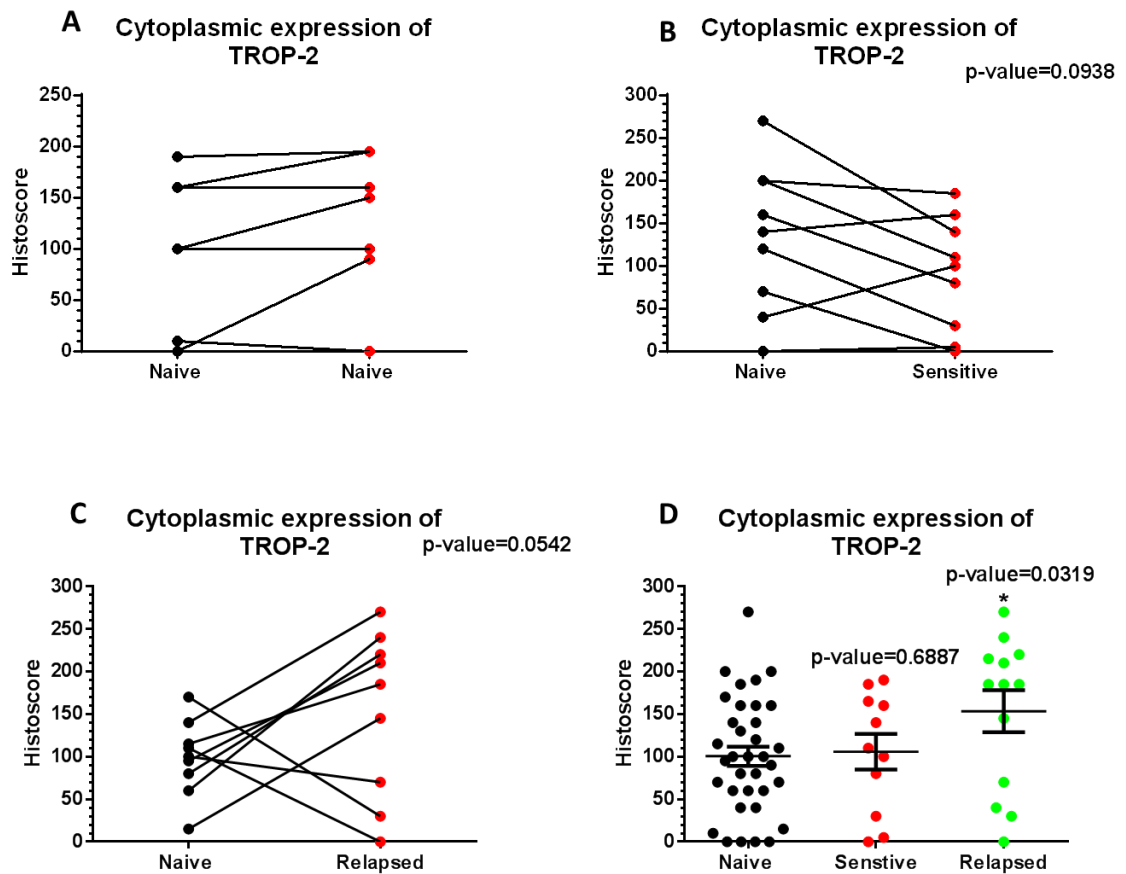 A
Cytoplasmic expression of
TROP-2
250
200
150
100
50
0
Histoscore
Naive
Naive
B
Cytoplasmic expression of
TROP-2
p-value=0.0938
300
250
200
150
100
50
0
Histoscore
Naive
Sensitive
C
Cytoplasmic expression of
TROP-2
p-value=0.0542
300
250
200
150
100
50
0
Histoscore
Naive
Relapsed
D
Cytoplasmic expression of
TROP-2
p-value=0.0319
*
p-value=0.6887
300
250
200
150
100
50
0
Histoscore
Naive
Senstive
Relapsed